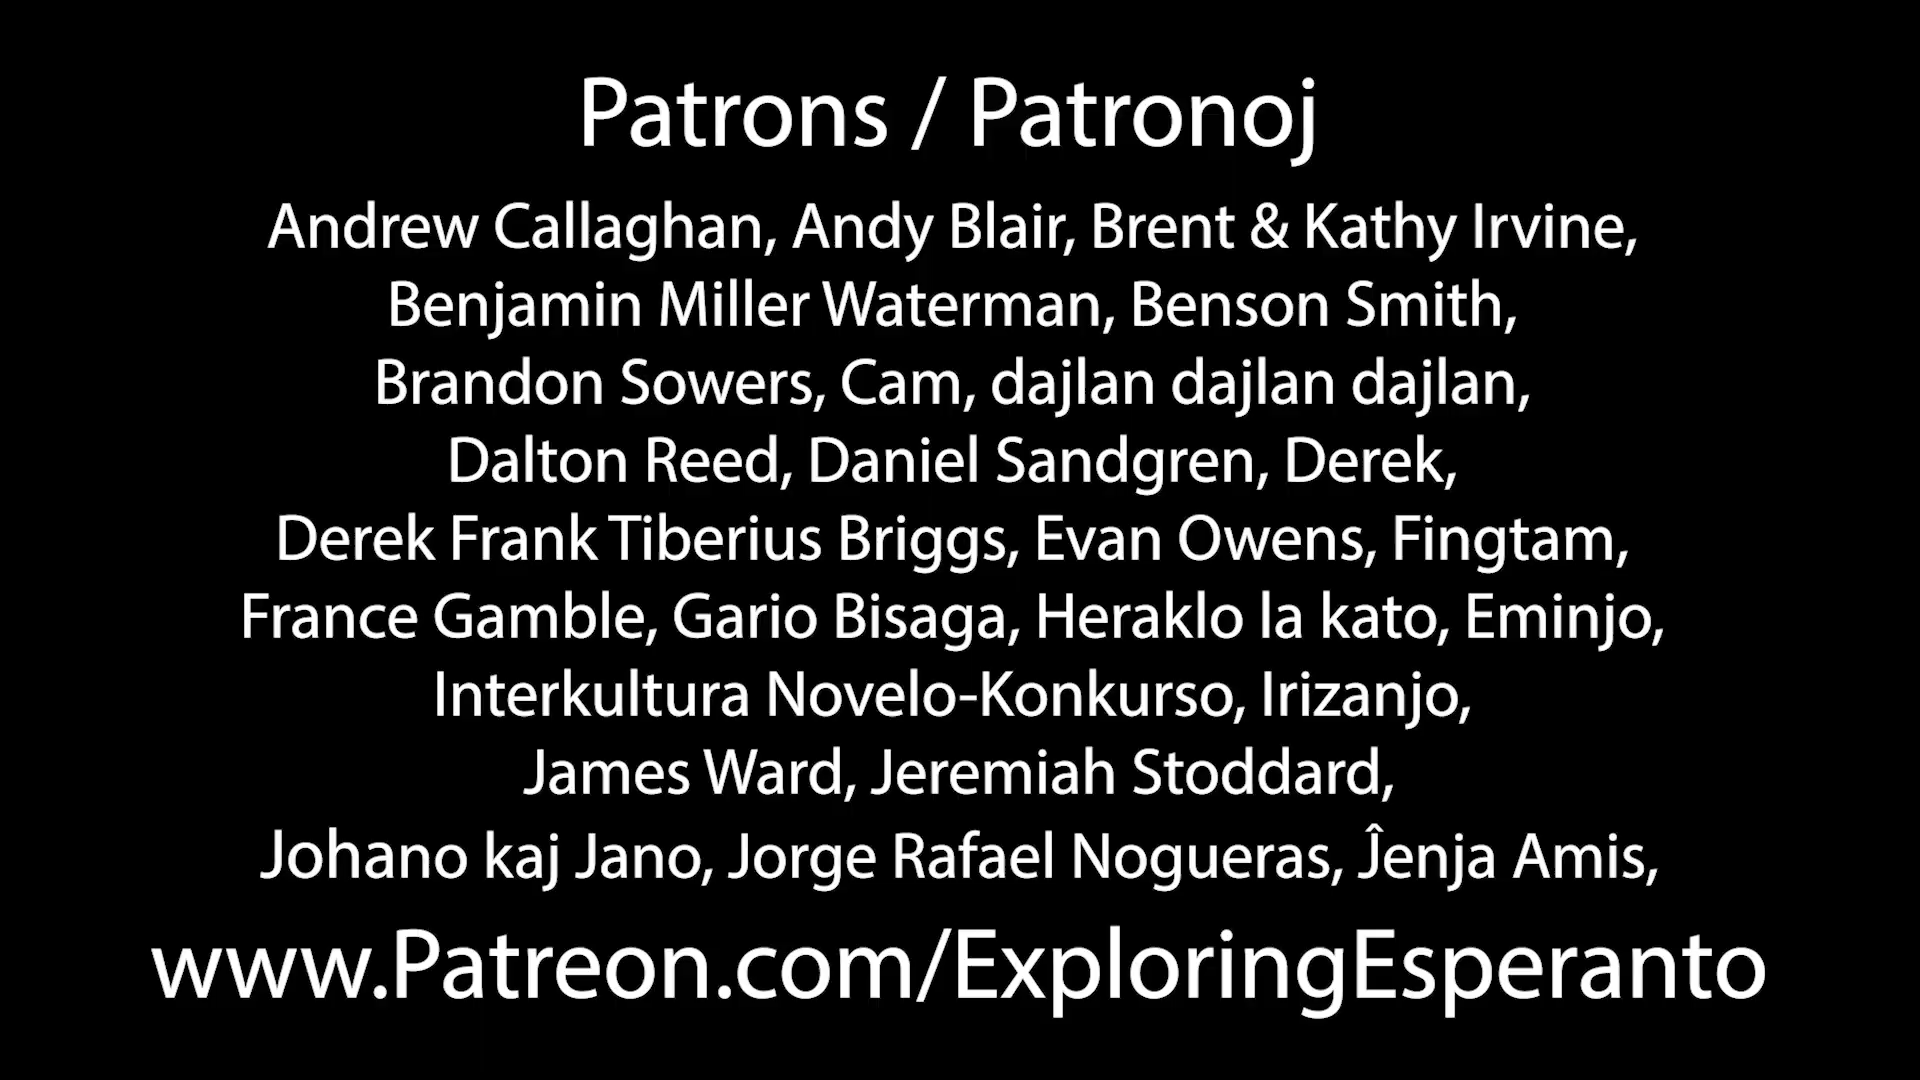 Patrons / Patronoj
Andrew Callaghan, Andy Blair, Brent & Kathy Irvine,
Benjamin Miller Waterman, Benson Smith,
Brandon Sowers, Cam, dajlan dajlan dajlan,
Dalton Reed, Daniel Sandgren, Derek,
Derek Frank Tiberius Briggs, Evan Owens, Fingtam,
France Gamble, Gario Bisaga, Heraklo la kato, Eminjo,
Interkultura Novelo-Konkurso, Irizanjo,
James Ward, Jeremiah Stoddard,
Johano kaj Jano, Jorge Rafael Nogueras, Ĵenja Amis,
www.Patreon.com/ExploringEsperanto